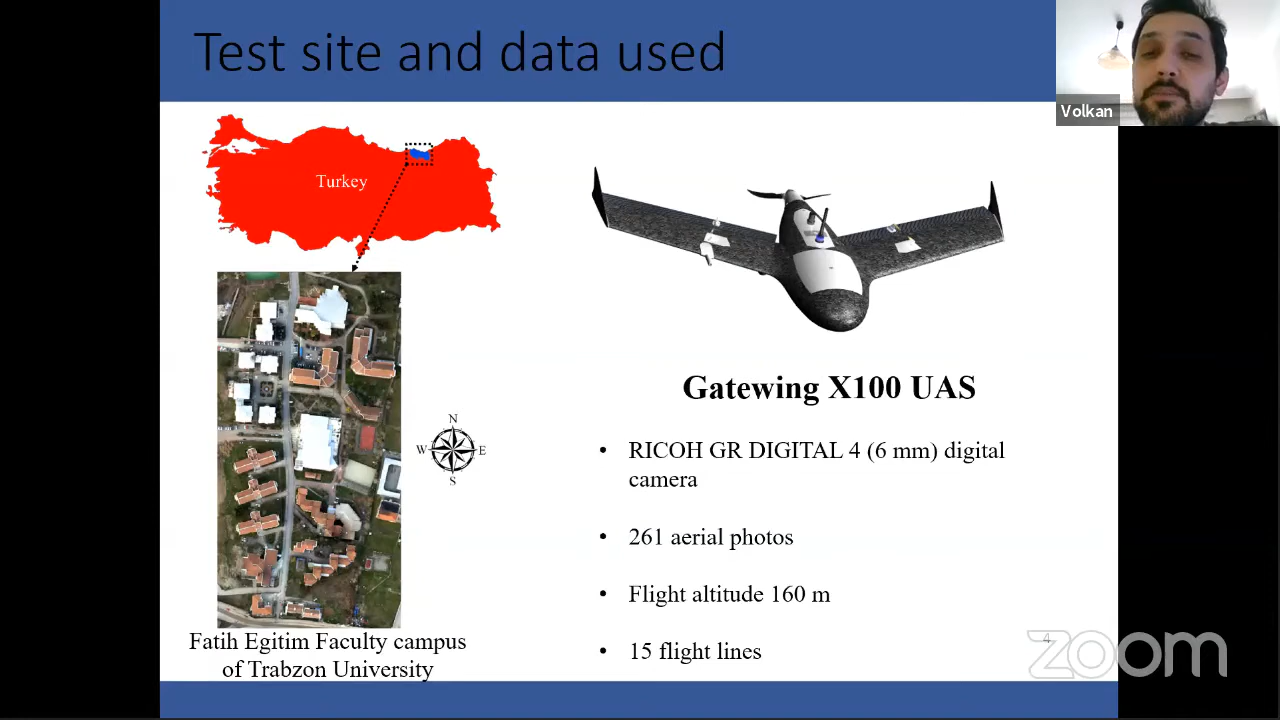 Test site and data used
Volkan
Turkey
N
W
E
S
Fatih Egitim Faculty campus
of Trabzon University
Gatewing X100 UAS
• RICOH GR DIGITAL 4 (6 mm) digital
camera
• 261 aerial photos
• Flight altitude 160 m
• 15 flight lines
4
zoom